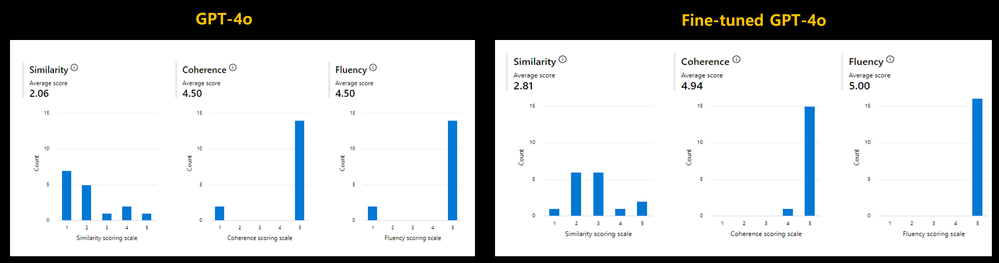 GPT-4o
Fine-tuned GPT-4o
Similarity
Average score
2.06
Coherence
Average score
4.50
Fluency
Average score
4.50
15
10
5
0
Count
1 2 3 4 5
Similarity scoring scale
15
10
5
0
Count
1 2 3 4 5
Coherence scoring scale
15
10
5
0
Count
1 2 3 4 5
Fluency scoring scale
Similarity
Average score
2.81
Coherence
Average score
4.94
Fluency
Average score
5.00
15
10
5
0
Count
1 2 3 4 5
Similarity scoring scale
15
10
5
0
Count
1 2 3 4 5
Coherence scoring scale
15
10
5
0
Count
1 2 3 4 5
Fluency scoring scale